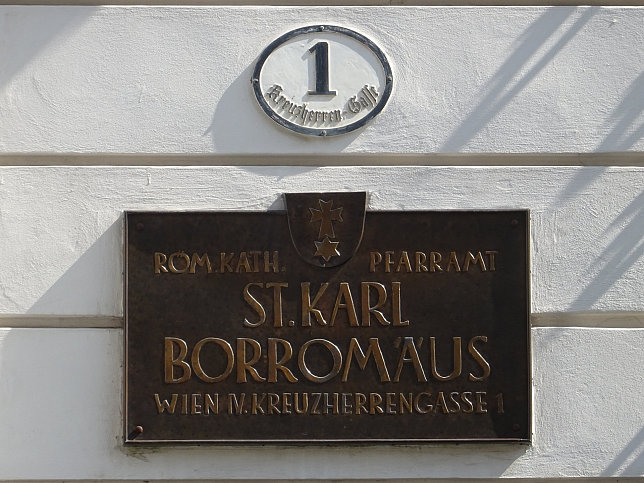 1
Kreuzherren-Gasse
RÖM. KATH. PFARRAMT
ST. KARL
BORROMÄUS
WIEN IV. KREUZHERRENGASSE 1